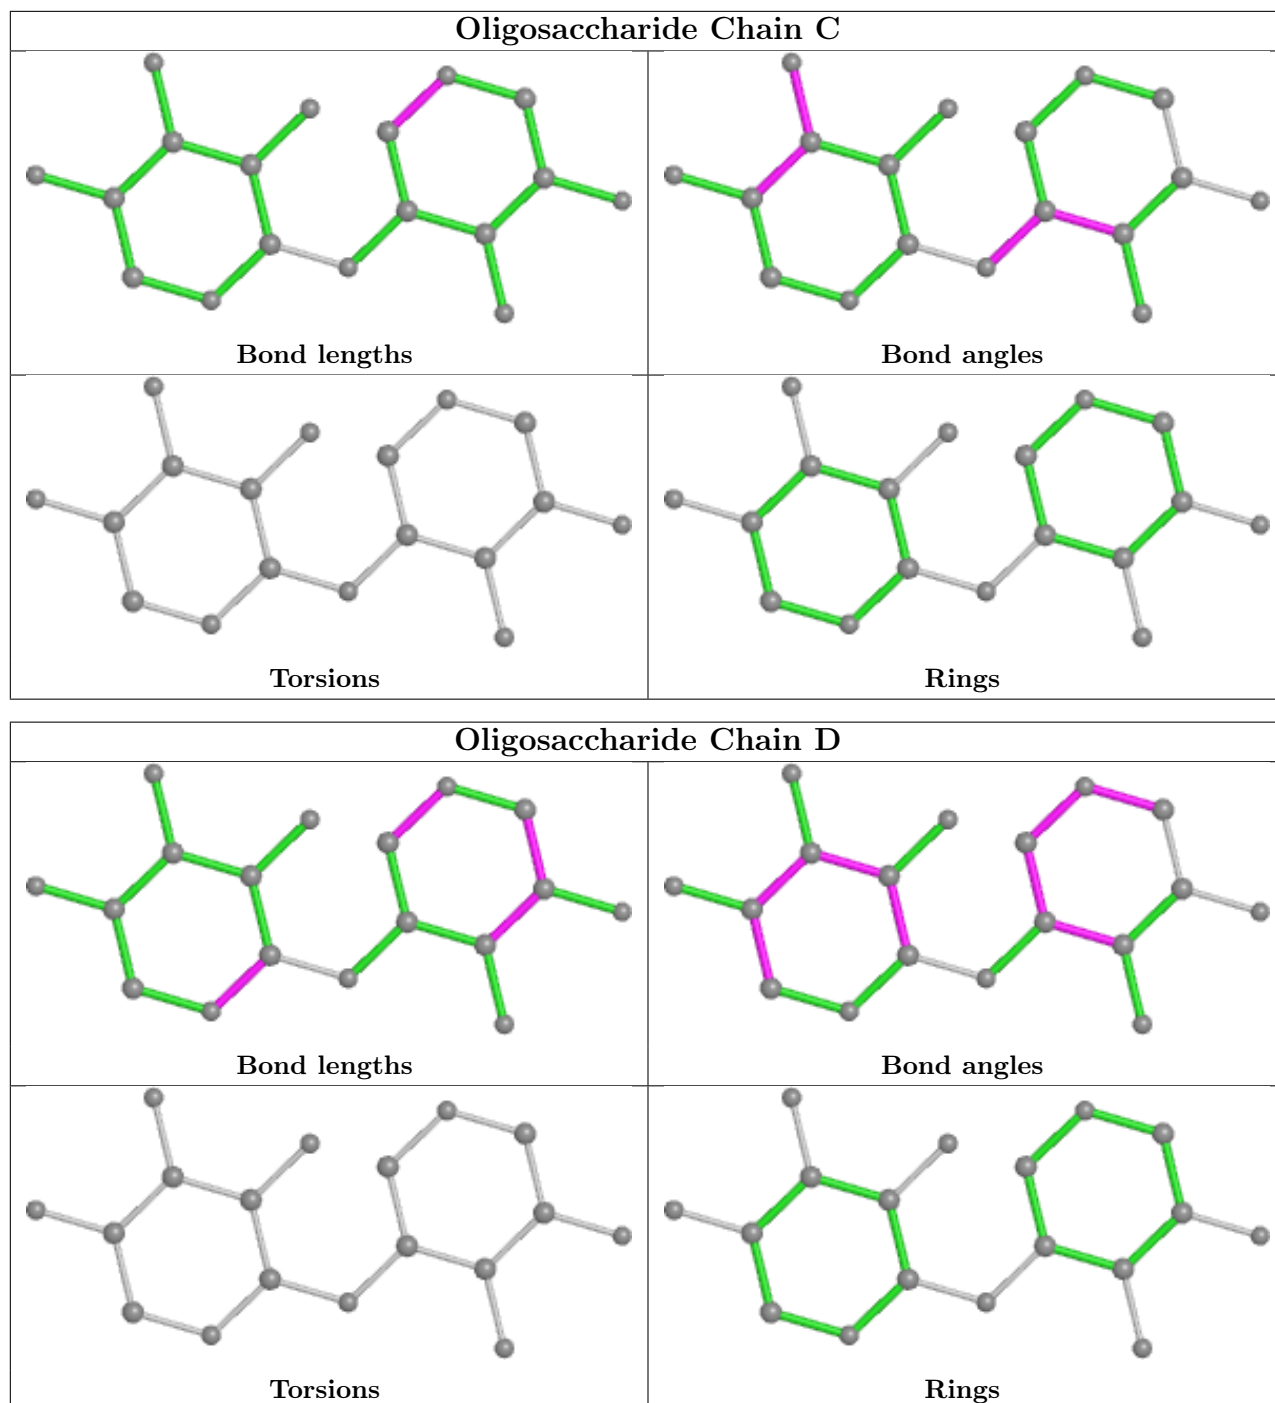 Oligosaccharide Chain C
Bond lengths
Bond angles
Torsions
Rings
Oligosaccharide Chain D
Bond lengths
Bond angles
Torsions
Rings